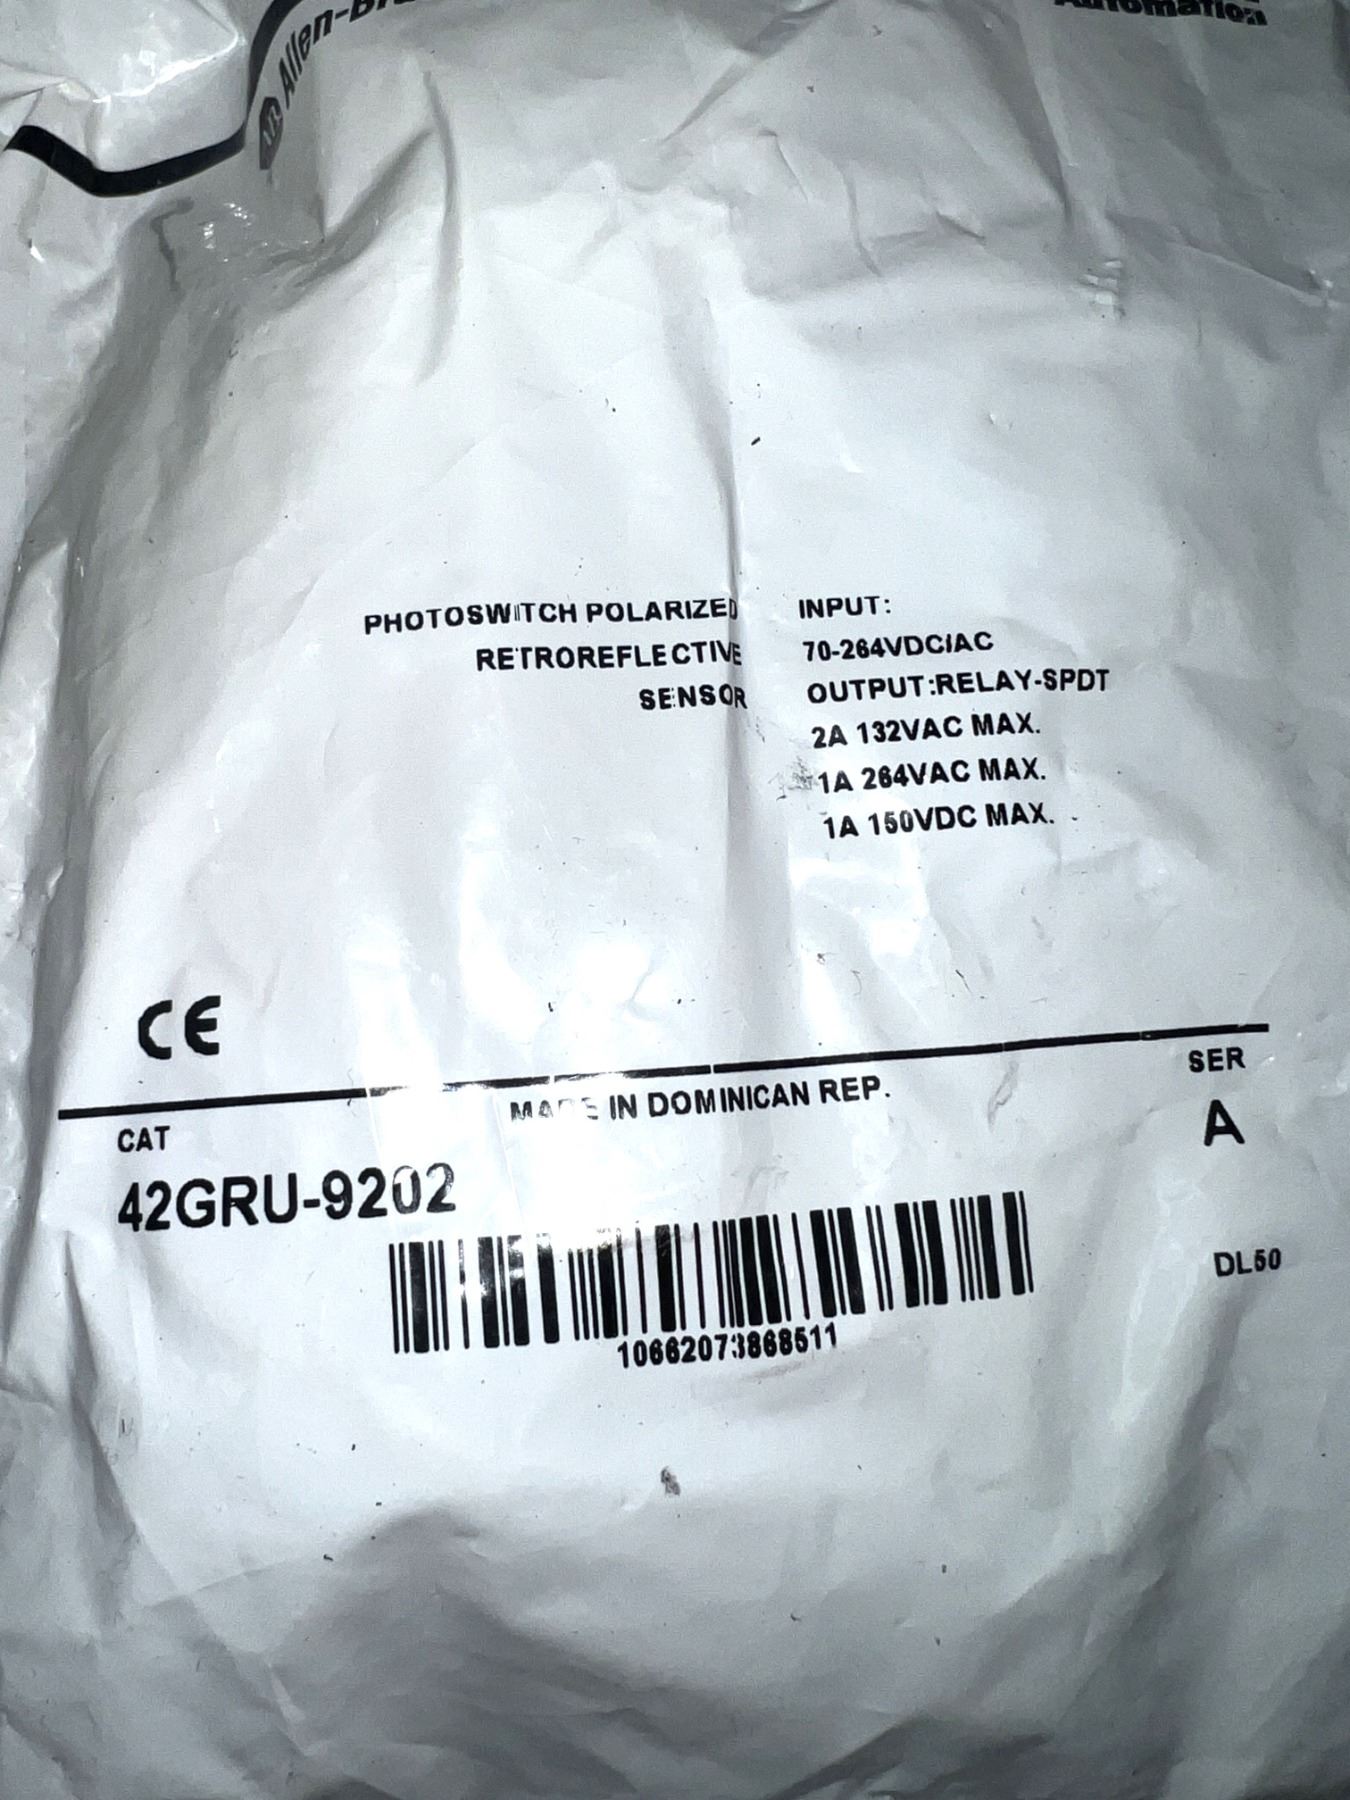 Allen-Br
Automation
PHOTOSWITCH POLARIZED
RETROREFLECTIVE
SENSOR
INPUT:
70-264VDC/AC
OUTPUT:RELAY-SPDT
2A 132VAC MAX.
1A 264VAC MAX.
1A 150VDC MAX.
CE
MADE IN DOMINICAN REP.
SER
A
CAT
42GRU-9202
DL50
10662073868511